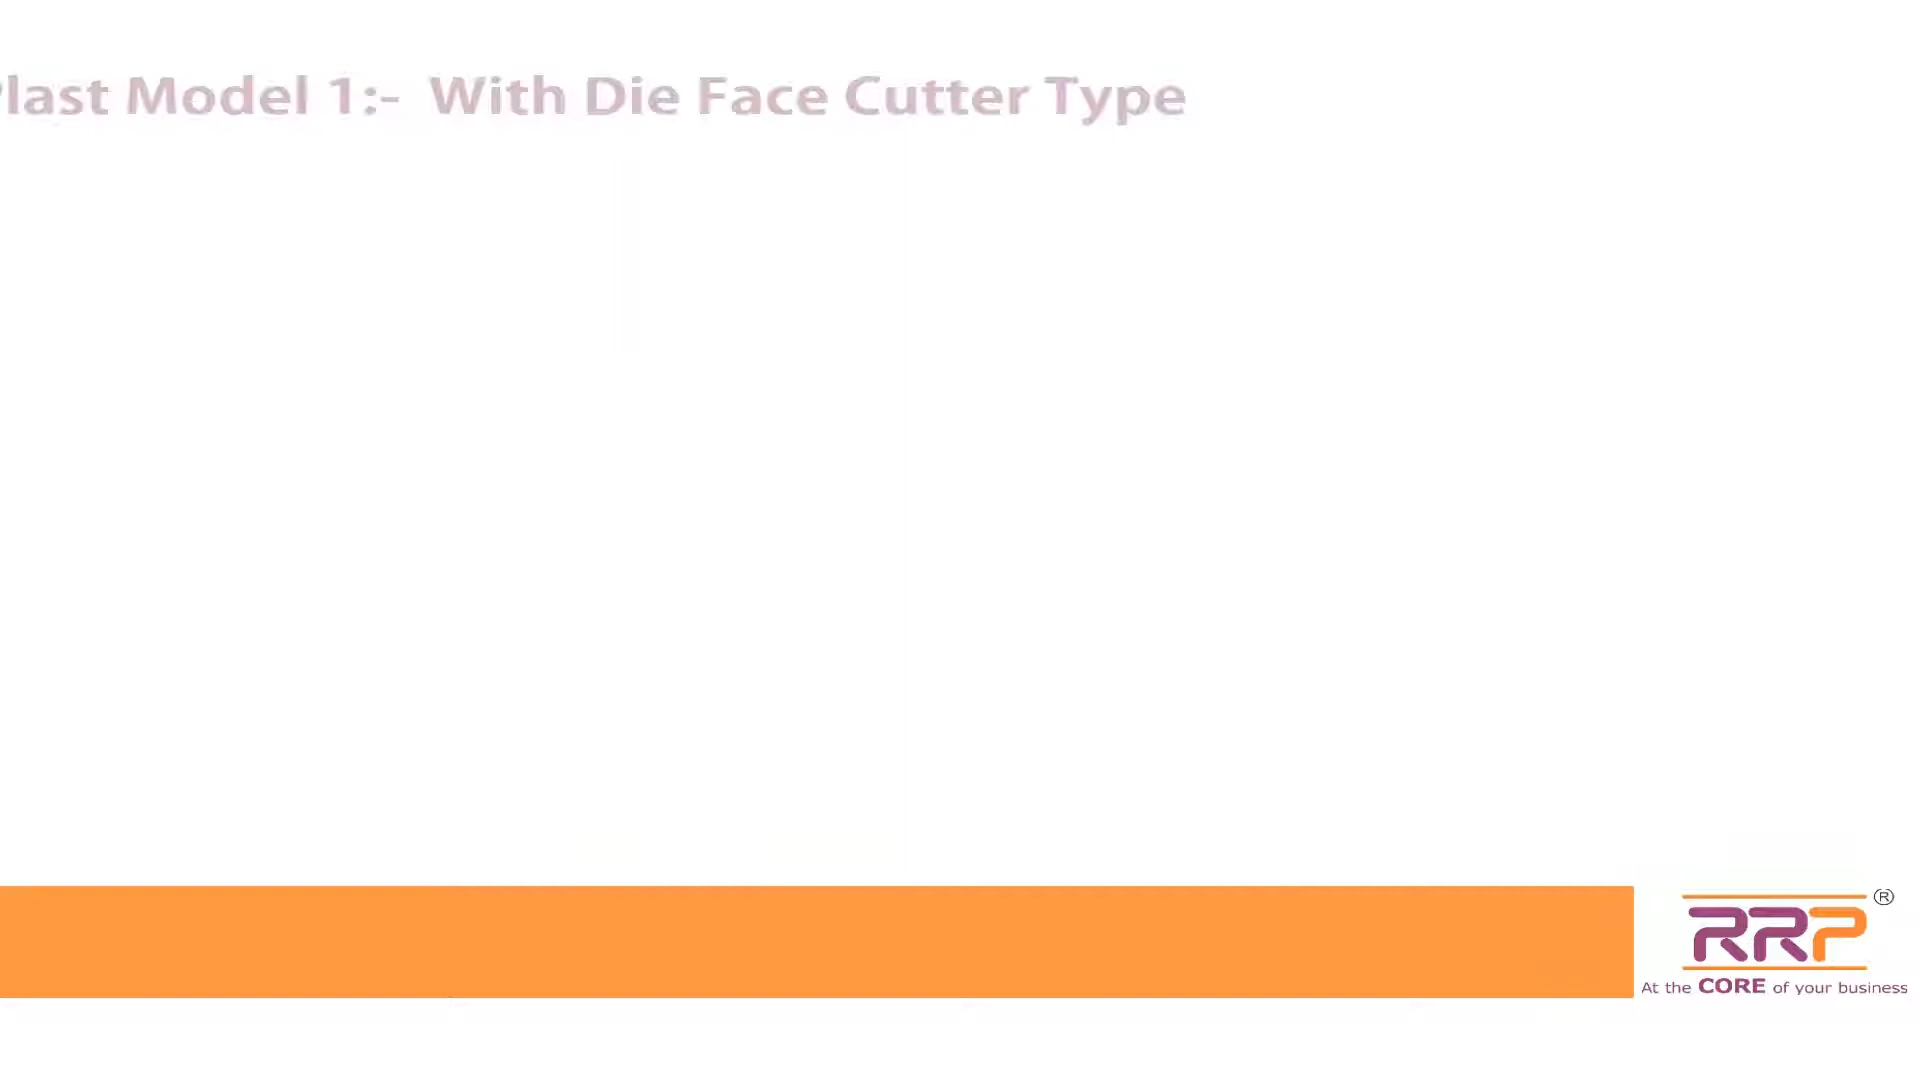 last Model 1:- With Die Face Cutter Type
RRP®
At the CORE of your business